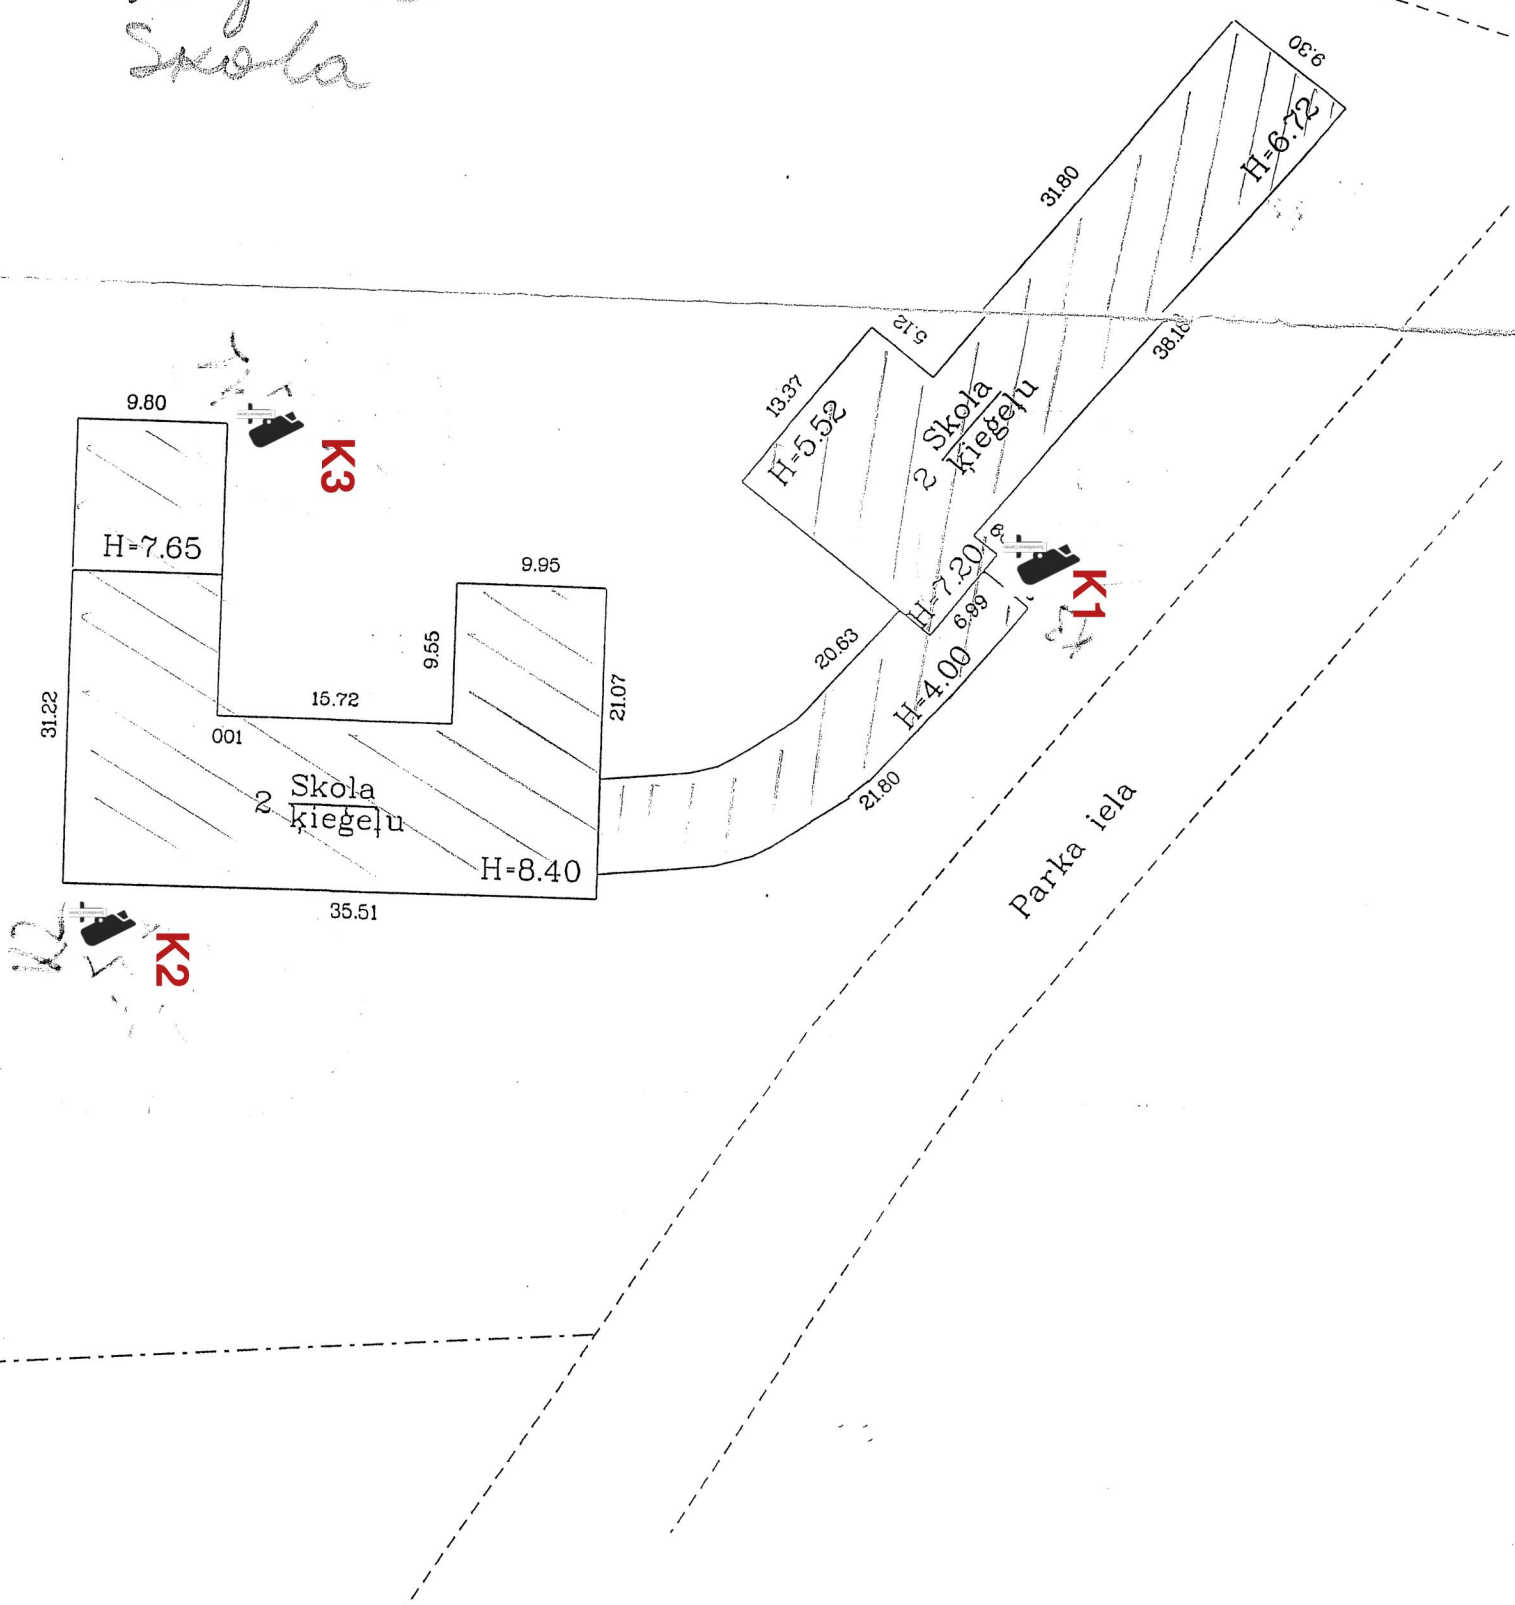 Skola
9.30
H=6.72
31.80
38.18
5.12
13.37
H=5.52
2 Skola
ķieģeļu
9.80
K3
H=7.65
9.95
9.55
H=7.20
6.99
K1
20.63
H=4.00
21.07
31.22
15.72
001
21.80
2 Skola
ķieģeļu
H=8.40
35.51
Parka iela
K2
K2